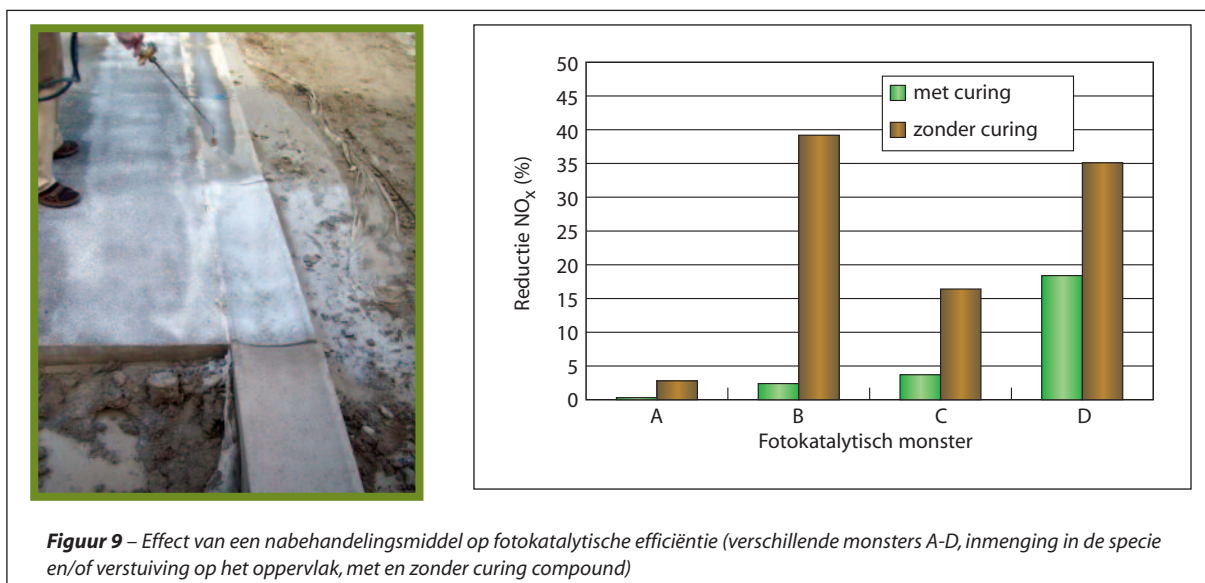 50
45
40
35
30
25
20
15
10
5
0
Reductie NOx (%)
met curing
zonder curing
A B C D
Fotokatalytisch monster
Figuur 9 – Effect van een nabehandelingsmiddel op fotokatalytische efficiëntie (verschillende monsters A-D, inmenging in de specie
en/of verstuiving op het oppervlak, met en zonder curing compound)